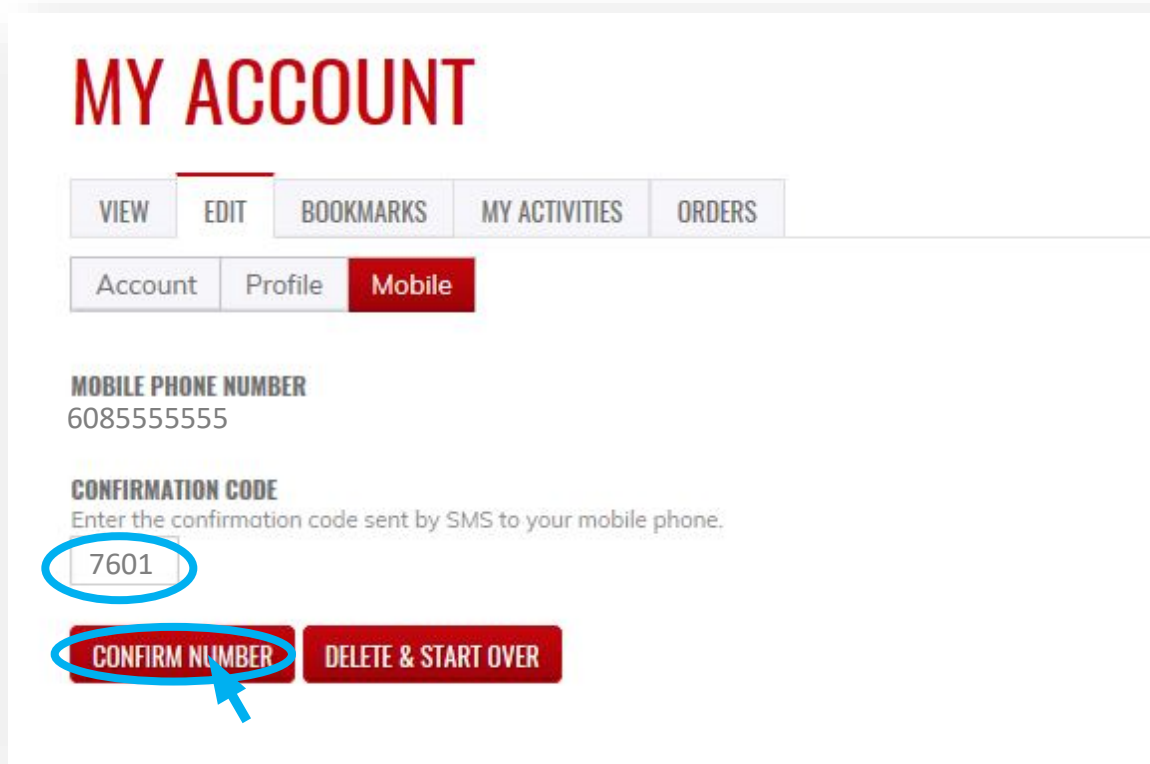 MY ACCOUNT
VIEW EDIT BOOKMARKS MY ACTIVITIES ORDERS
Account Profile Mobile
MOBILE PHONE NUMBER
6085555555
CONFIRMATION CODE
Enter the confirmation code sent by SMS to your mobile phone.
7601
CONFIRM NUMBER DELETE & START OVER